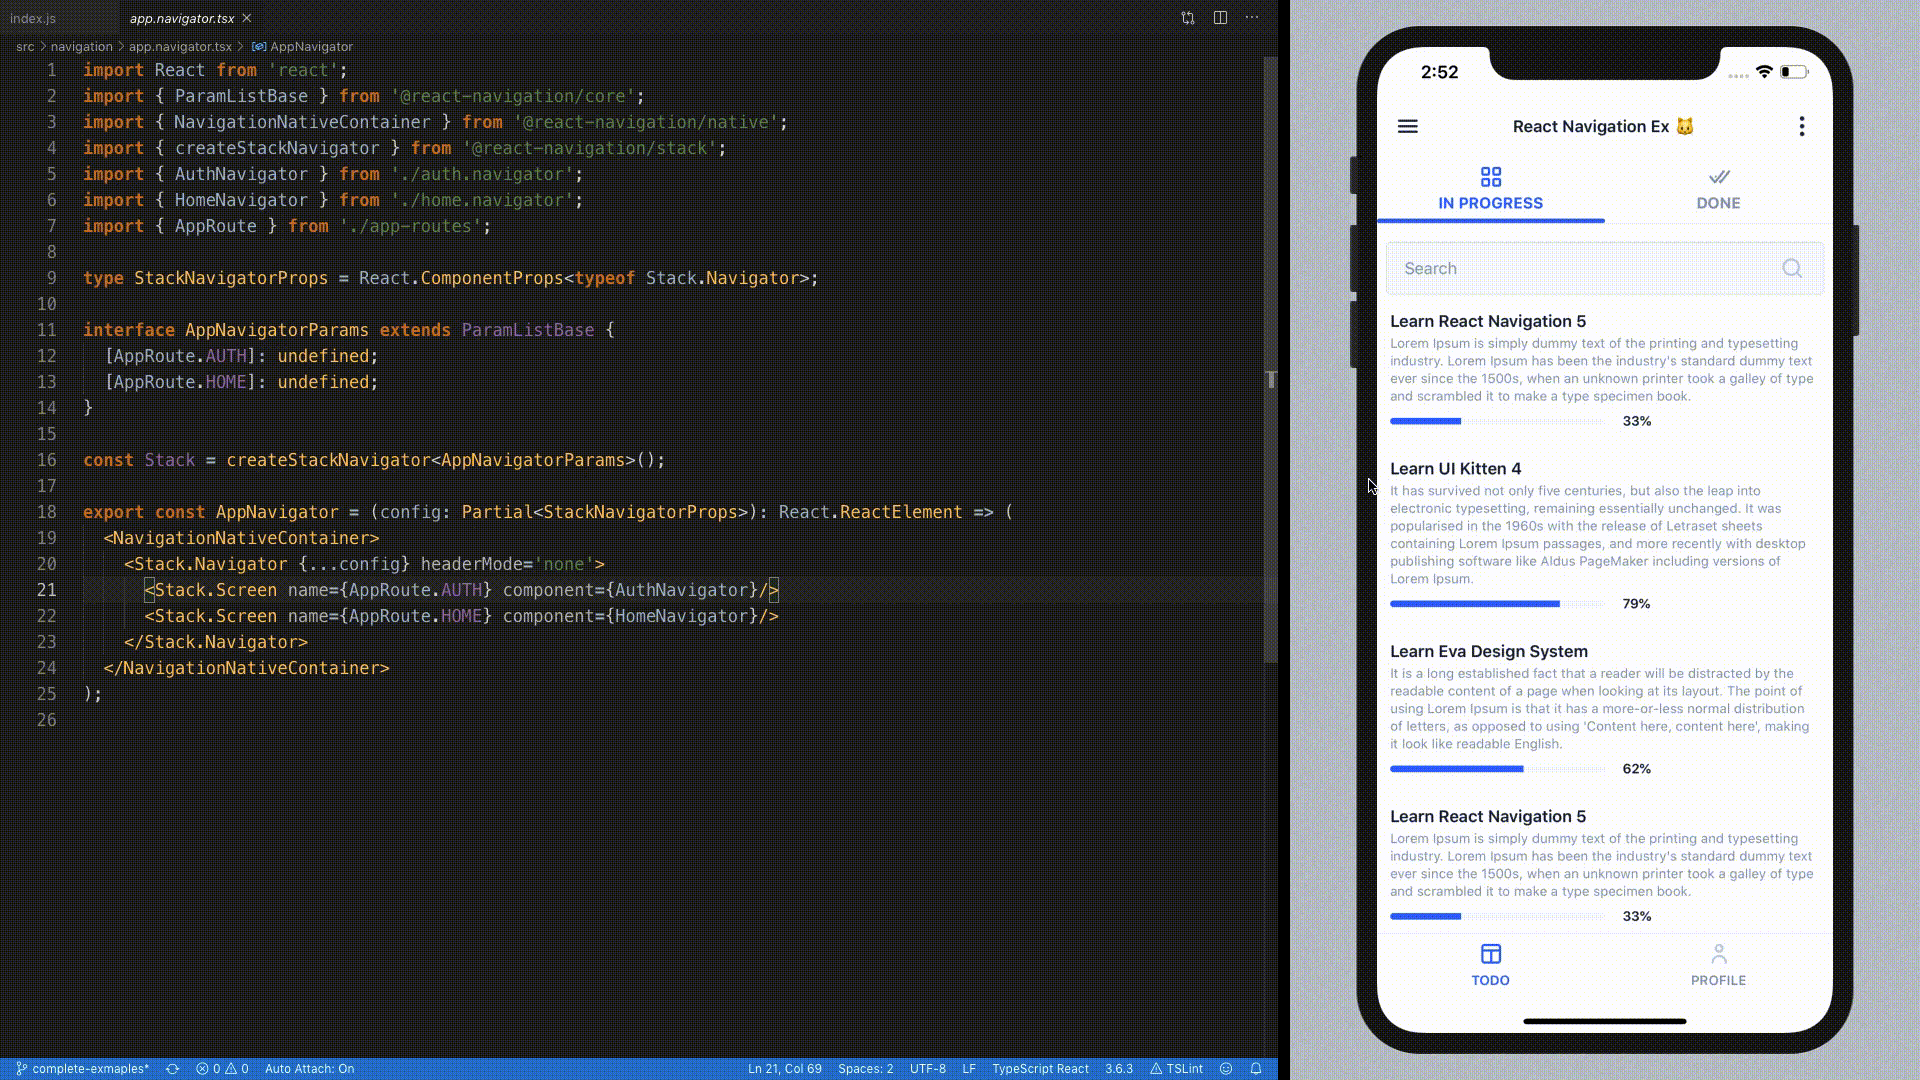 index.js
app.navigator.tsx
src > navigation > app.navigator.tsx > AppNavigator
1 import React from 'react';
2 import { ParamListBase } from '@react-navigation/core';
3 import { NavigationNativeContainer } from '@react-navigation/native';
4 import { createStackNavigator } from '@react-navigation/stack';
5 import { AuthNavigator } from './auth.navigator';
6 import { HomeNavigator } from './home.navigator';
7 import { AppRoute } from './app-routes';
8
9 type StackNavigatorProps = React.ComponentProps<typeof Stack.Navigator>;
10
11 interface AppNavigatorParams extends ParamListBase {
12   [AppRoute.AUTH]: undefined;
13   [AppRoute.HOME]: undefined;
14 }
15
16 const Stack = createStackNavigator<AppNavigatorParams>();
17
18 export const AppNavigator = (config: Partial<StackNavigatorProps>): React.ReactElement => (
19   <NavigationNativeContainer>
20     <Stack.Navigator {...config} headerMode='none'>
21       <Stack.Screen name={AppRoute.AUTH} component={AuthNavigator}/>
22       <Stack.Screen name={AppRoute.HOME} component={HomeNavigator}/>
23     </Stack.Navigator>
24   </NavigationNativeContainer>
25 );
26
complete-exmaples*
0 0
Auto Attach: On
Ln 21, Col 69
Spaces: 2
UTF-8
LF
TypeScript React
3.6.3
TSLint
2:52
React Navigation Ex 🐱
IN PROGRESS
DONE
Search
Learn React Navigation 5
Lorem Ipsum is simply dummy text of the printing and typesetting
industry. Lorem Ipsum has been the industry's standard dummy text
ever since the 1500s, when an unknown printer took a galley of type
and scrambled it to make a type specimen book.
33%
Learn UI Kitten 4
It has survived not only five centuries, but also the leap into
electronic typesetting, remaining essentially unchanged. It was
popularised in the 1960s with the release of Letraset sheets
containing Lorem Ipsum passages, and more recently with desktop
publishing software like Aldus PageMaker including versions of
Lorem Ipsum.
79%
Learn Eva Design System
It is a long established fact that a reader will be distracted by the
readable content of a page when looking at its layout. The point of
using Lorem Ipsum is that it has a more-or-less normal distribution
of letters, as opposed to using 'Content here, content here', making
it look like readable English.
62%
Learn React Navigation 5
Lorem Ipsum is simply dummy text of the printing and typesetting
industry. Lorem Ipsum has been the industry's standard dummy text
ever since the 1500s, when an unknown printer took a galley of type
and scrambled it to make a type specimen book.
33%
TODO
PROFILE